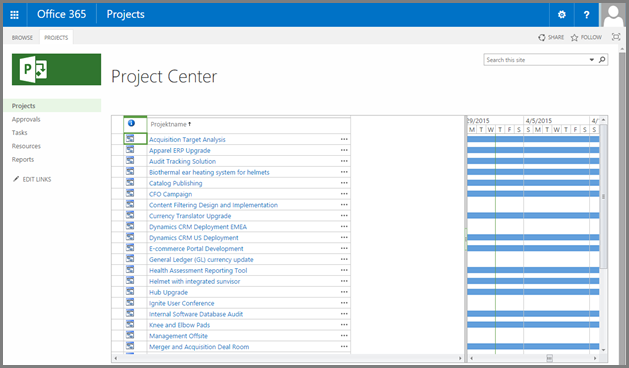 Office 365 Projects ?
BROWSE PROJECTS SHARE FOLLOW
Search this site
Project Center
Projects
Approvals
Tasks
Resources
Reports
EDIT LINKS
Projektname ↑
29/2015 4/5/2015 4/
M T W T F S S M T W T F S S
Acquisition Target Analysis ...
Apparel ERP Upgrade ...
Audit Tracking Solution ...
Biothermal ear heating system for helmets ...
Catalog Publishing ...
CFO Campaign ...
Content Filtering Design and Implementation ...
Currency Translator Upgrade ...
Dynamics CRM Deployment EMEA ...
Dynamics CRM US Deployment ...
E-commerce Portal Development ...
General Ledger (GL) currency update ...
Health Assessment Reporting Tool ...
Helmet with integrated sunvisor ...
Hub Upgrade ...
Ignite User Conference ...
Internal Software Database Audit ...
Knee and Elbow Pads ...
Management Offsite ...
Merger and Acquisition Deal Room ...